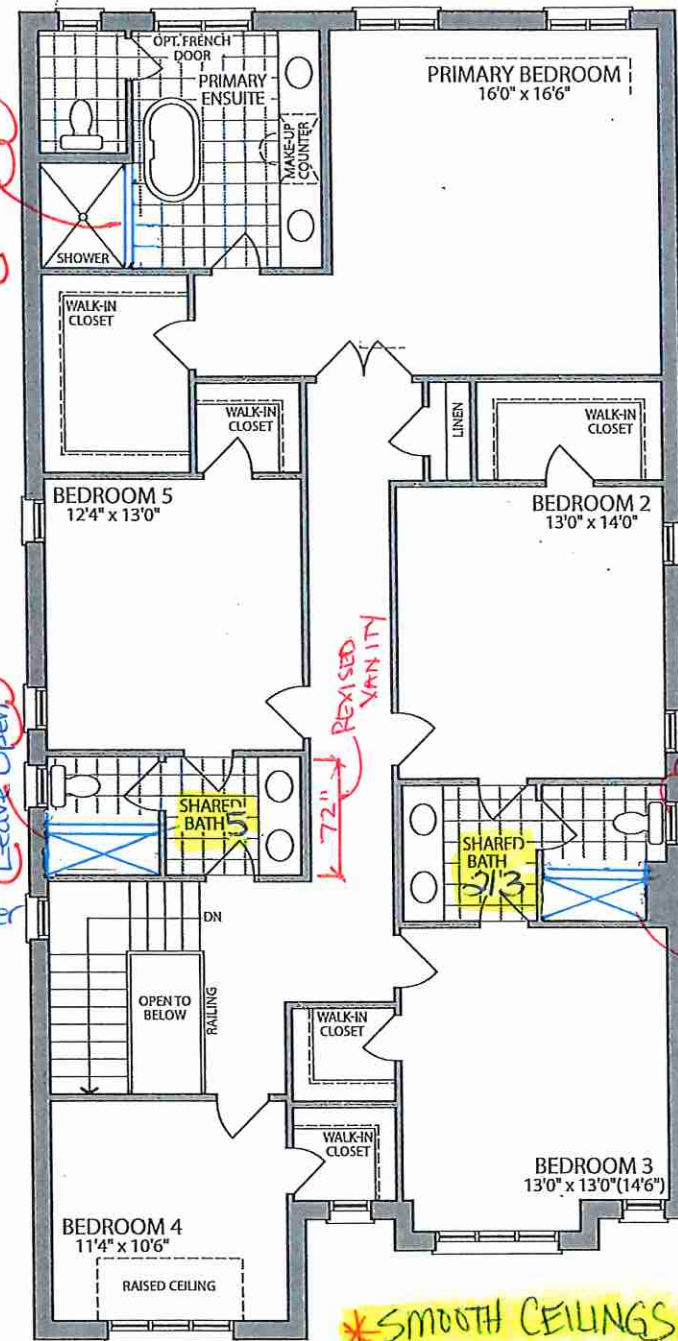 OPT. FRENCH
DOOR
PRIMARY
ENSUITE
MAKE-UP
COUNTER
SHOWER
PRIMARY BEDROOM
16'0" x 16'6"
WALK-IN
CLOSET
WALK-IN
CLOSET
LINEN
WALK-IN
CLOSET
BEDROOM 5
12'4" x 13'0"
BEDROOM 2
13'0" x 14'0"
REVISED
VANITY
72"
Leave Open
SHARED
BATH 5
SHARED
BATH
2/3
DN
OPEN TO
BELOW
RAILING
WALK-IN
CLOSET
WALK-IN
CLOSET
BEDROOM 3
13'0" x 13'0"(14'6")
BEDROOM 4
11'4" x 10'6"
RAISED CEILING
* SMOOTH CEILINGS